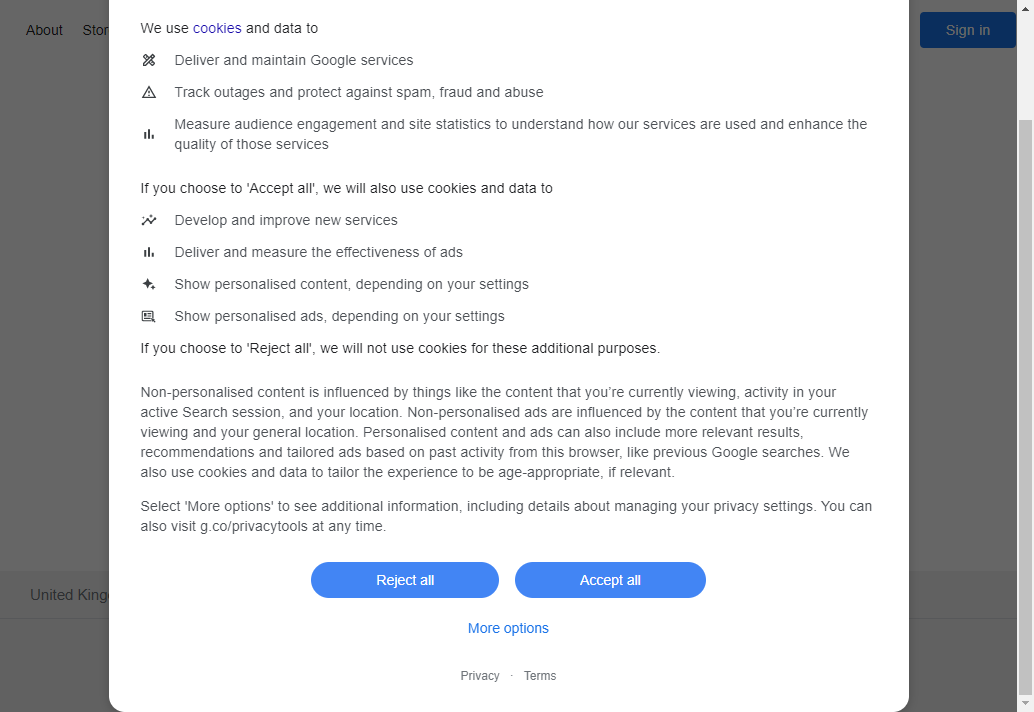 We use cookies and data to
About
Sign in
Deliver and maintain Google services
Track outages and protect against spam, fraud and abuse
Measure audience engagement and site statistics to understand how our services are used and enhance the
quality of those services
If you choose to 'Accept all', we will also use cookies and data to
Develop and improve new services
Deliver and measure the effectiveness of ads
Show personalised content, depending on your settings
Show personalised ads, depending on your settings
If you choose to 'Reject all', we will not use cookies for these additional purposes.
Non-personalised content is influenced by things like the content that you’re currently viewing, activity in your
active Search session, and your location. Non-personalised ads are influenced by the content that you’re currently
viewing and your general location. Personalised content and ads can also include more relevant results,
recommendations and tailored ads based on past activity from this browser, like previous Google searches. We
also use cookies and data to tailor the experience to be age-appropriate, if relevant.
Select 'More options' to see additional information, including details about managing your privacy settings. You can
also visit g.co/privacytools at any time.
Reject all
Accept all
United
More options
Privacy · Terms